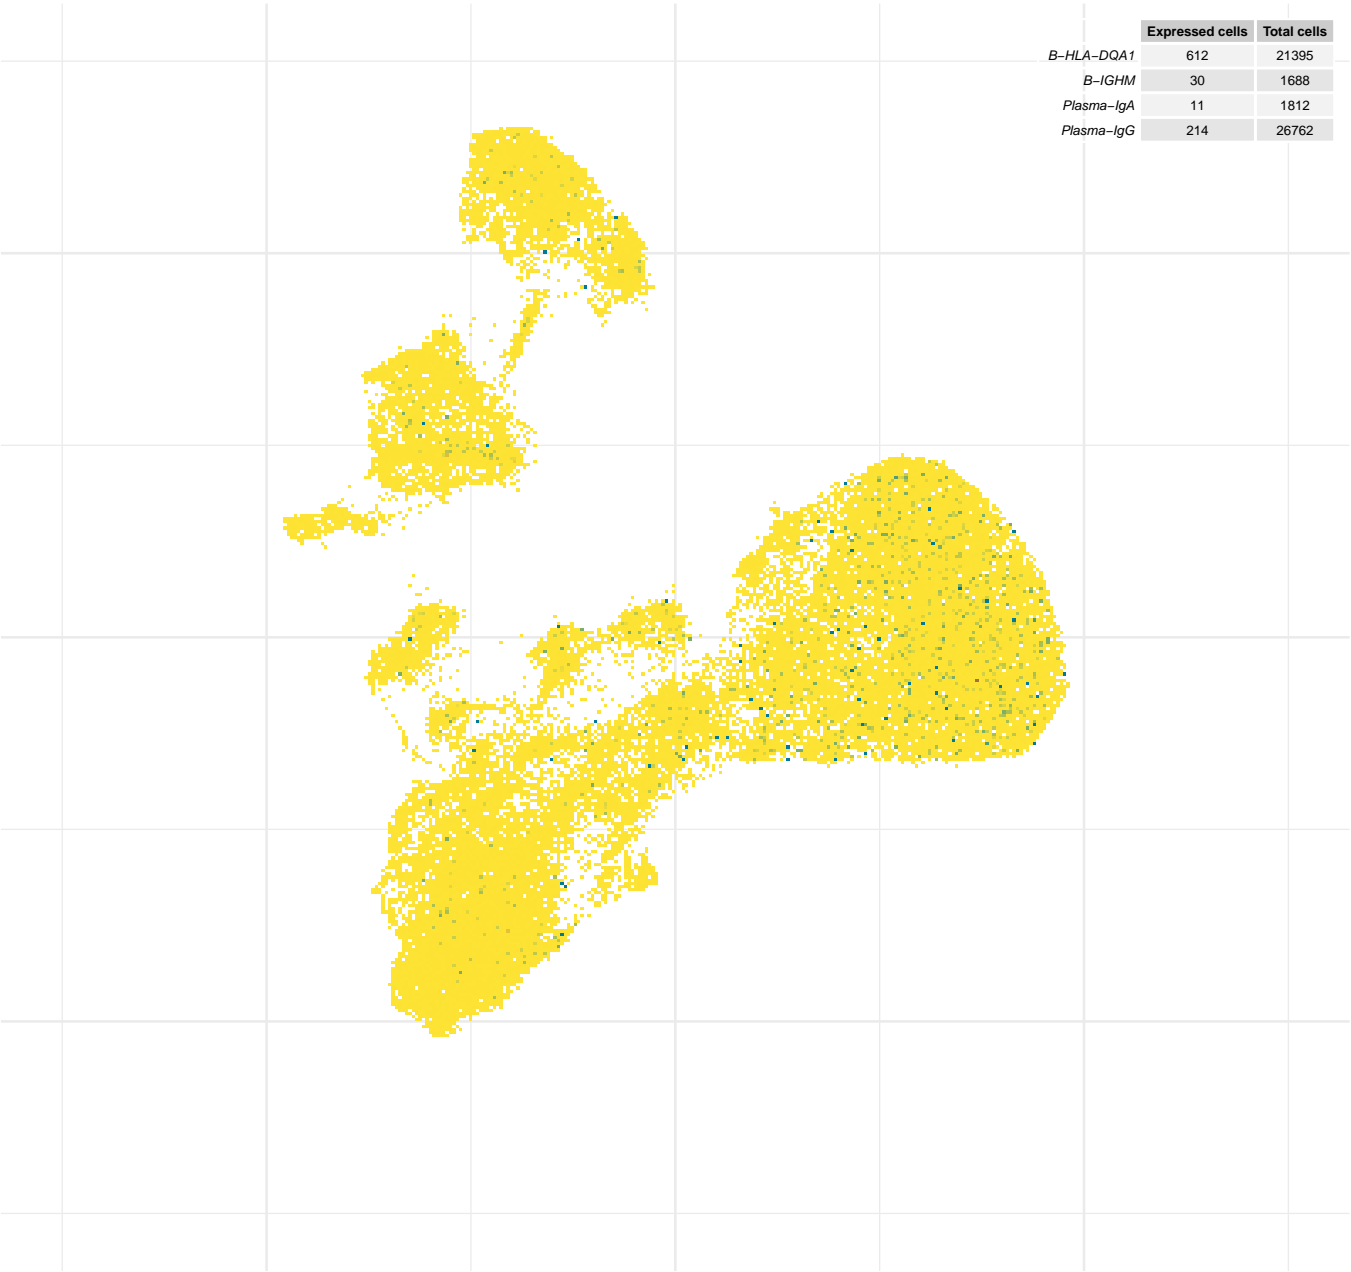 Expressed cells Total cells
B−HLA−DQA1 612 21395
B−IGHM 30 1688
Plasma−IgA 11 1812
Plasma−IgG 214 26762